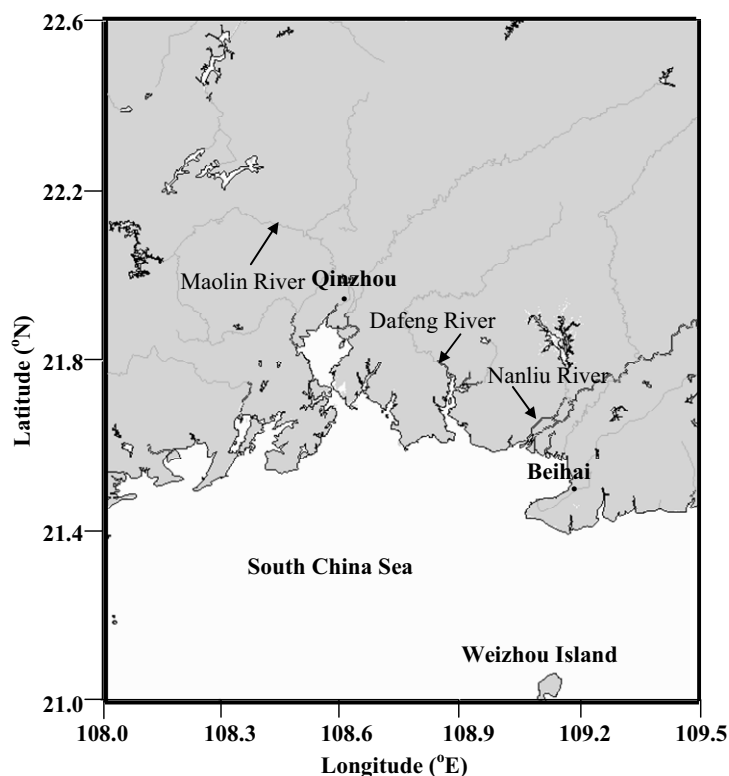 22.6
22.2
Maolin River
Qinzhou
Dafeng River
21.8
Nanliu River
Latitude (°N)
Beihai
21.4
South China Sea
Weizhou Island
21.0
108.0 108.3 108.6 108.9 109.2 109.5
Longitude (°E)